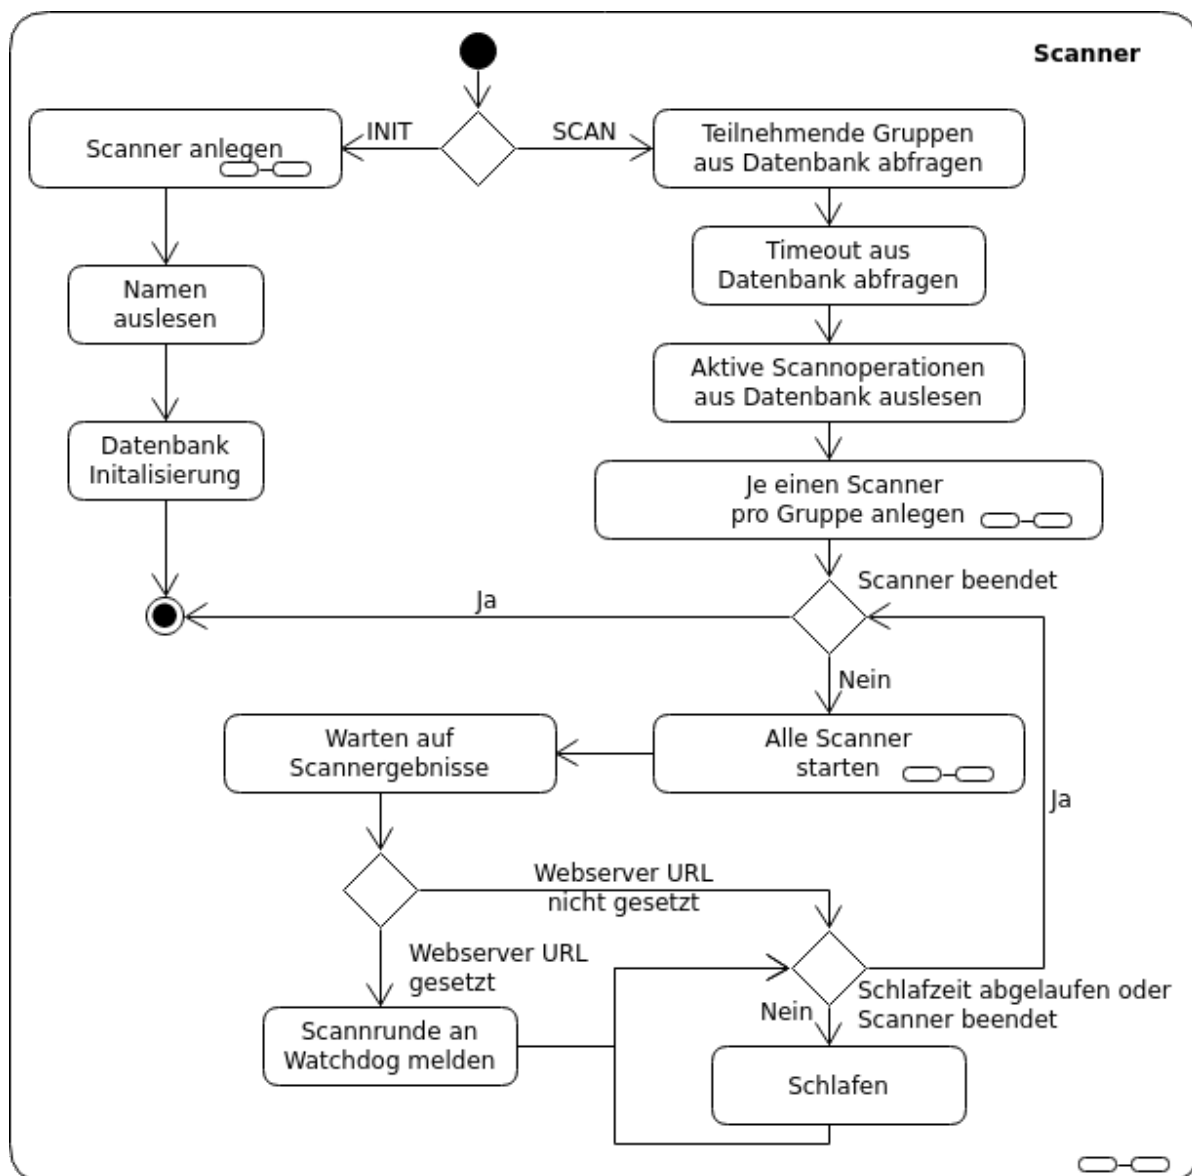 Scanner
INIT
SCAN
Scanner anlegen
Teilnehmende Gruppen
aus Datenbank abfragen
Timeout aus
Datenbank abfragen
Namen
auslesen
Aktive Scannoperationen
aus Datenbank auslesen
Datenbank
Initalisierung
Je einen Scanner
pro Gruppe anlegen
Scanner beendet
Ja
Nein
Alle Scanner
starten
Warten auf
Scannergebnisse
Ja
Webserver URL
nicht gesetzt
Webserver URL
gesetzt
Schlafzeit abgelaufen oder
Scanner beendet
Nein
Scannrunde an
Watchdog melden
Schlafen